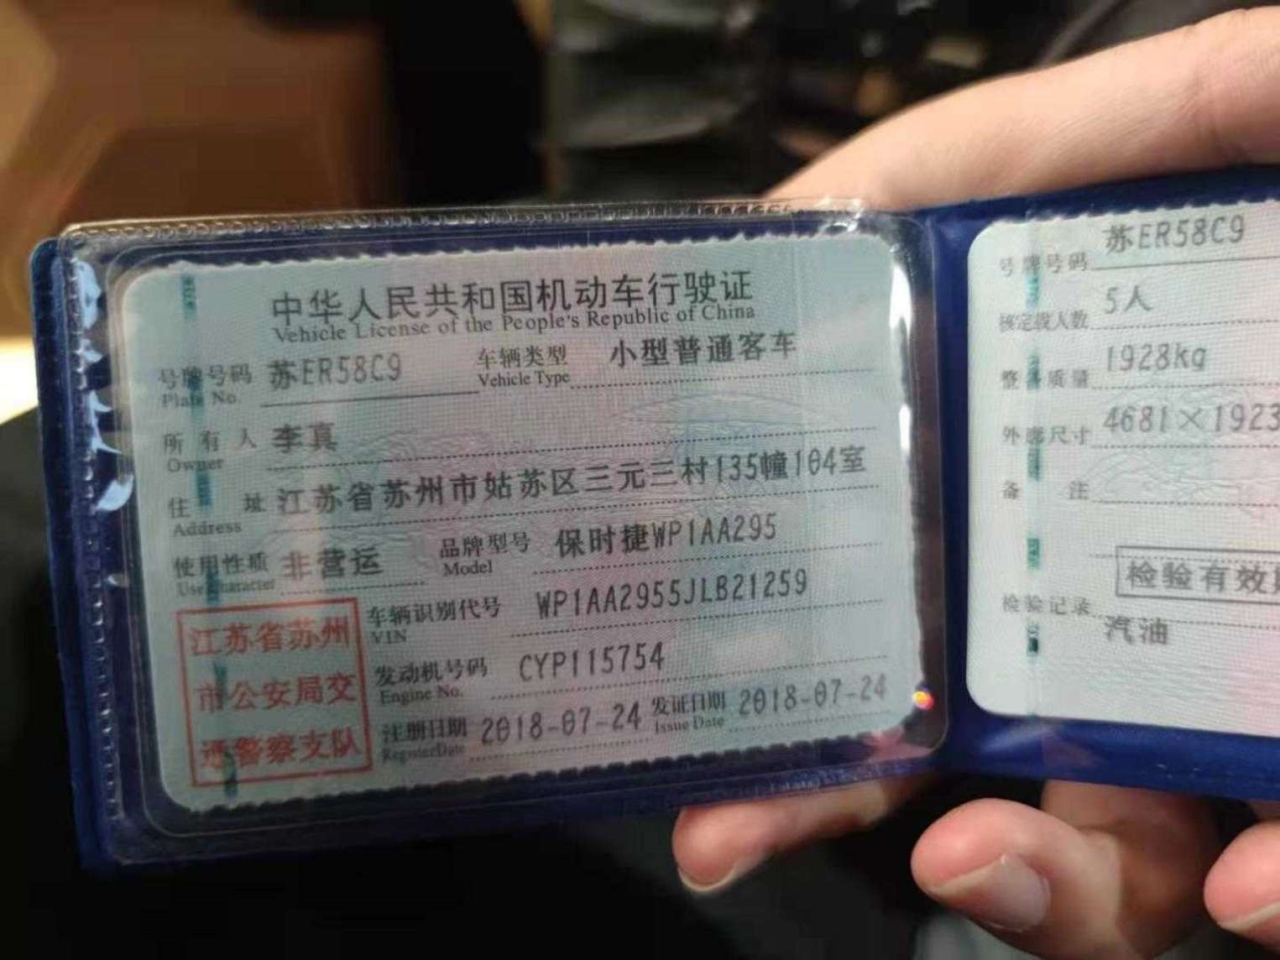 中华人民共和国机动车行驶证
Vehicle License of the People's Republic of China
号牌号码 苏ER58C9 车辆类型 小型普通客车
Plate No. Vehicle Type
所有人 李真
Owner
住址 江苏省苏州市姑苏区三元三村135幢104室
Address
使用性质 非营运 品牌型号 保时捷WP1AA295
Use Character Model
车辆识别代号 WP1AA2955JLB21259
VIN
发动机号码 CYP115754
Engine No.
注册日期 2018-07-24 发证日期 2018-07-24
Register Date Issue Date
江苏省苏州
市公安局交
通警察支队
号牌号码 苏ER58C9
核定载人数 5人
整备质量 1928kg
外廓尺寸 4681×1923
备注
检验有效
检验记录
汽油